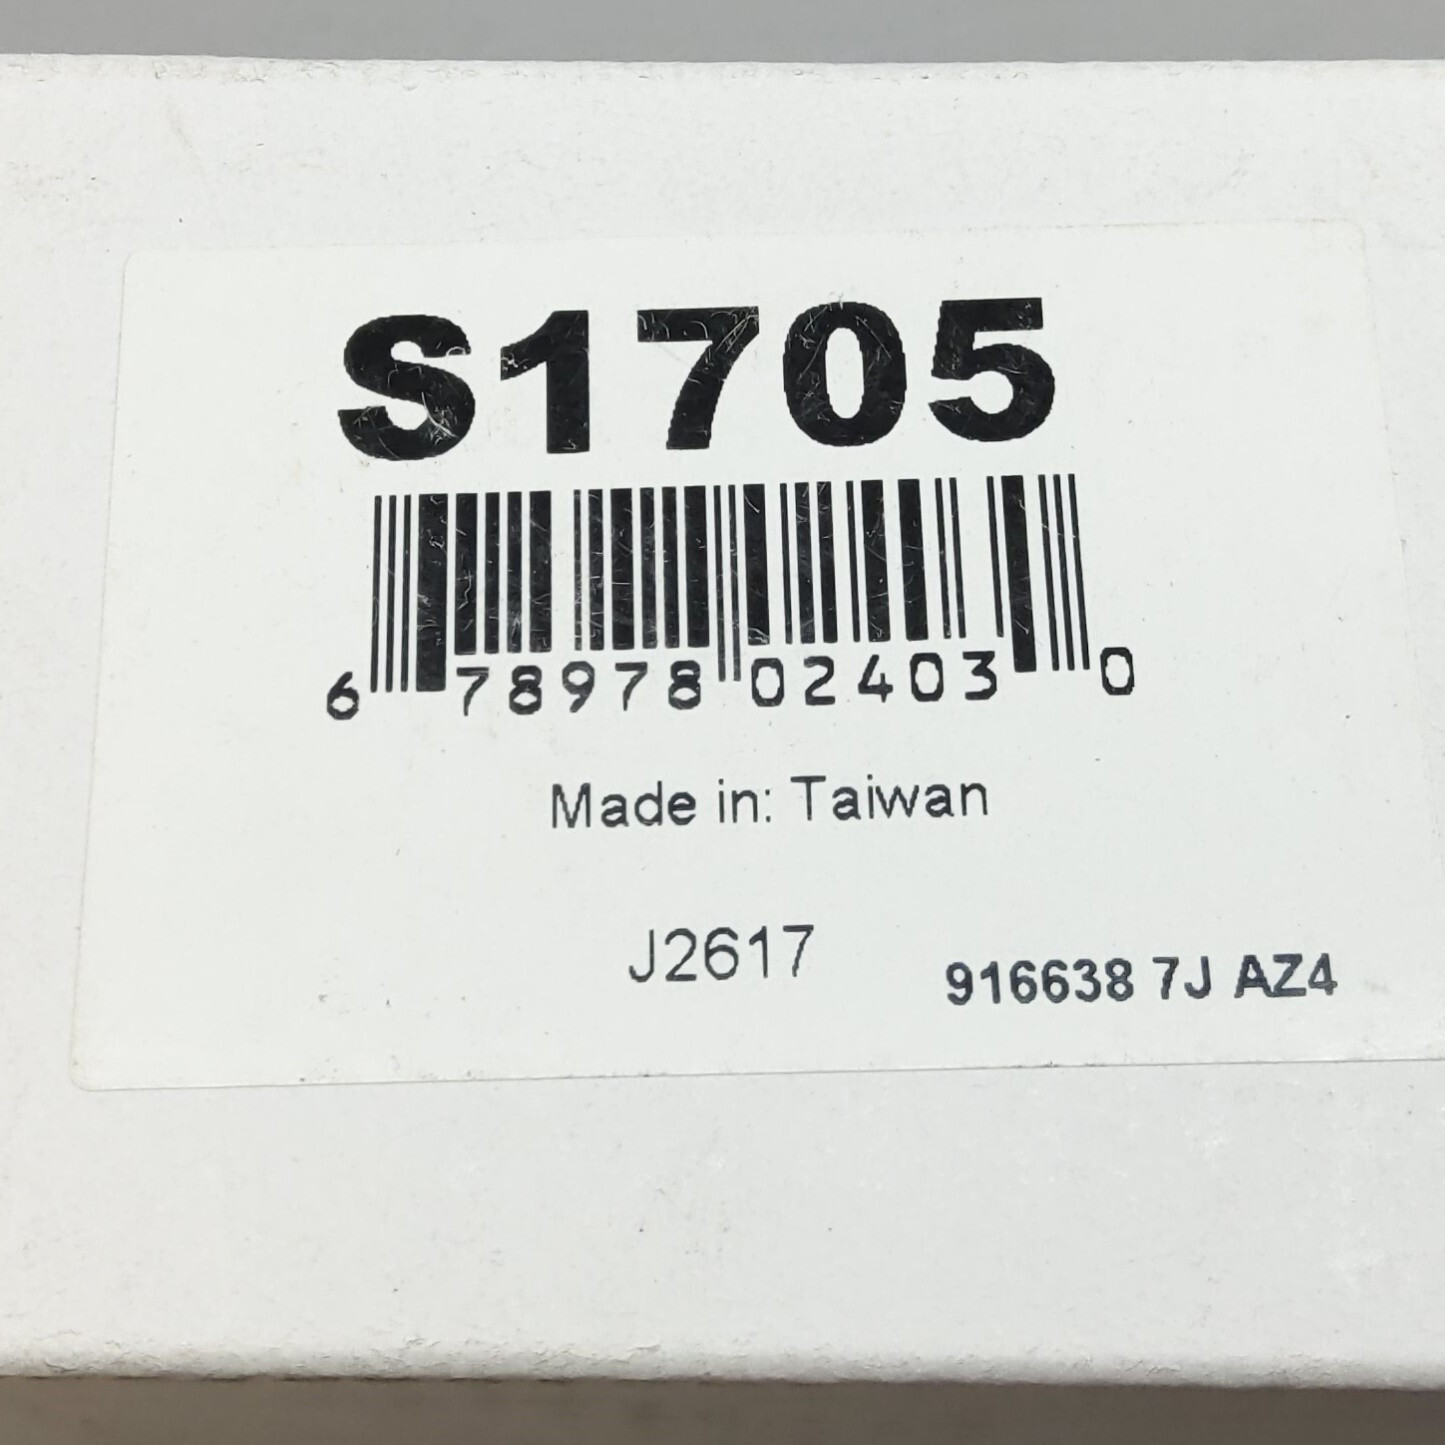 S1705
6 78978 02403 0
Made in: Taiwan
J2617
916638 7J AZ4